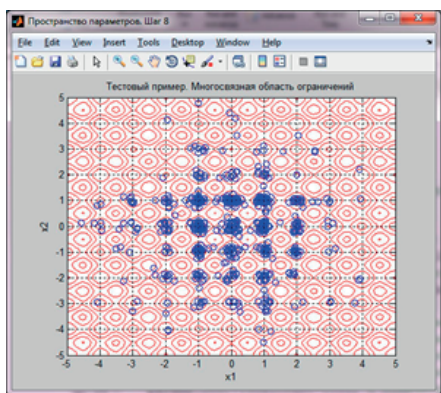 Пространство параметров. Шаг 8
File Edit View Insert Tools Desktop Window Help
Тестовый пример. Многосвязная область ограничений
5
4
3
2
1
0
-1
-2
-3
-4
-5
x2
-5 -4 -3 -2 -1 0 1 2 3 4 5
x1